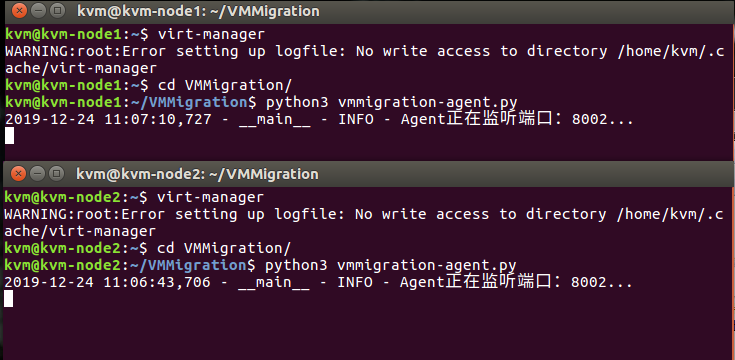 kvm@kvm-node1: ~/VMMigration
kvm@kvm-node1:~$ virt-manager
WARNING:root:Error setting up logfile: No write access to directory /home/kvm/.c
ache/virt-manager
kvm@kvm-node1:~$ cd VMMigration/
kvm@kvm-node1:~/VMMigration$ python3 vmmigration-agent.py
2019-12-24 11:07:10,727 - __main__ - INFO - Agent正在监听端口：8002...
kvm@kvm-node2: ~/VMMigration
kvm@kvm-node2:~$ virt-manager
WARNING:root:Error setting up logfile: No write access to directory /home/kvm/.c
ache/virt-manager
kvm@kvm-node2:~$ cd VMMigration/
kvm@kvm-node2:~/VMMigration$ python3 vmmigration-agent.py
2019-12-24 11:06:43,706 - __main__ - INFO - Agent正在监听端口：8002...